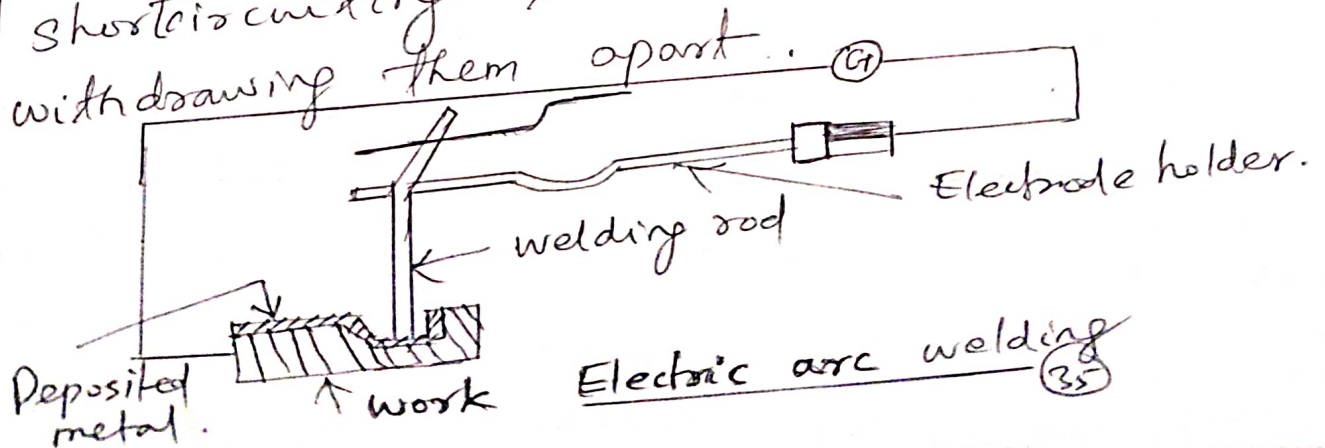 shortcircuiting
withdrawing them apart.
G
Electrode holder.
welding rod
Deposited
metal.
work
Electric arc welding
35